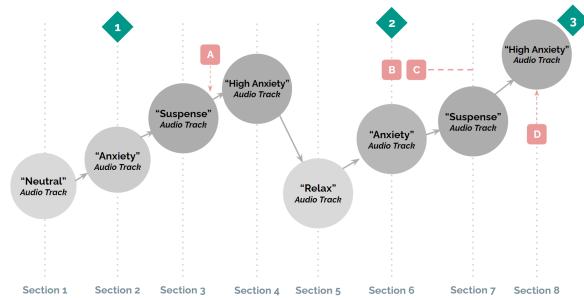 1
2
3
A
B
C
D
“Neutral”
Audio Track
“Anxiety”
Audio Track
“Suspense”
Audio Track
“High Anxiety”
Audio Track
“Relax”
Audio Track
“Anxiety”
Audio Track
“Suspense”
Audio Track
“High Anxiety”
Audio Track
Section 1
Section 2
Section 3
Section 4
Section 5
Section 6
Section 7
Section 8